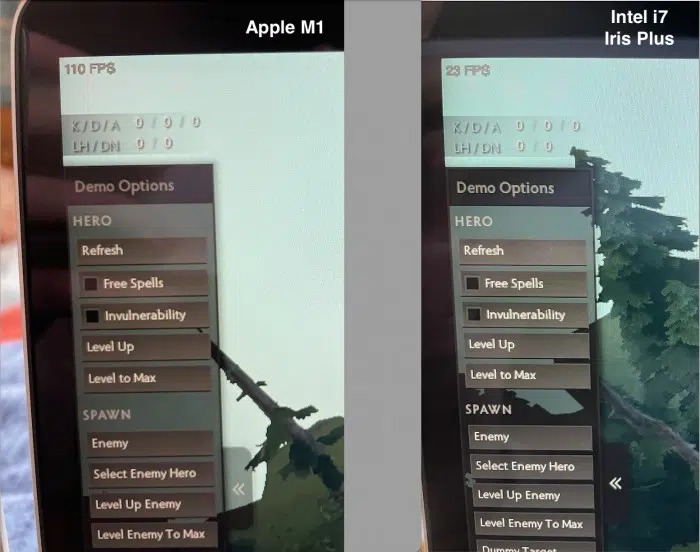 Apple M1
110 FPS
K / D / A 0 / 0 / 0
LH / DN 0 / 0
Demo Options
HERO
Refresh
Free Spells
Invulnerability
Level Up
Level to Max
SPAWN
Enemy
Select Enemy Hero
Level Up Enemy
Level Enemy To Max
Intel i7
Iris Plus
23 FPS
K / D / A 0 / 0 / 0
LH / DN 0 / 0
Demo Options
HERO
Refresh
Free Spells
Invulnerability
Level Up
Level to Max
SPAWN
Enemy
Select Enemy Hero
Level Up Enemy
Level Enemy To Max
Dummy Target